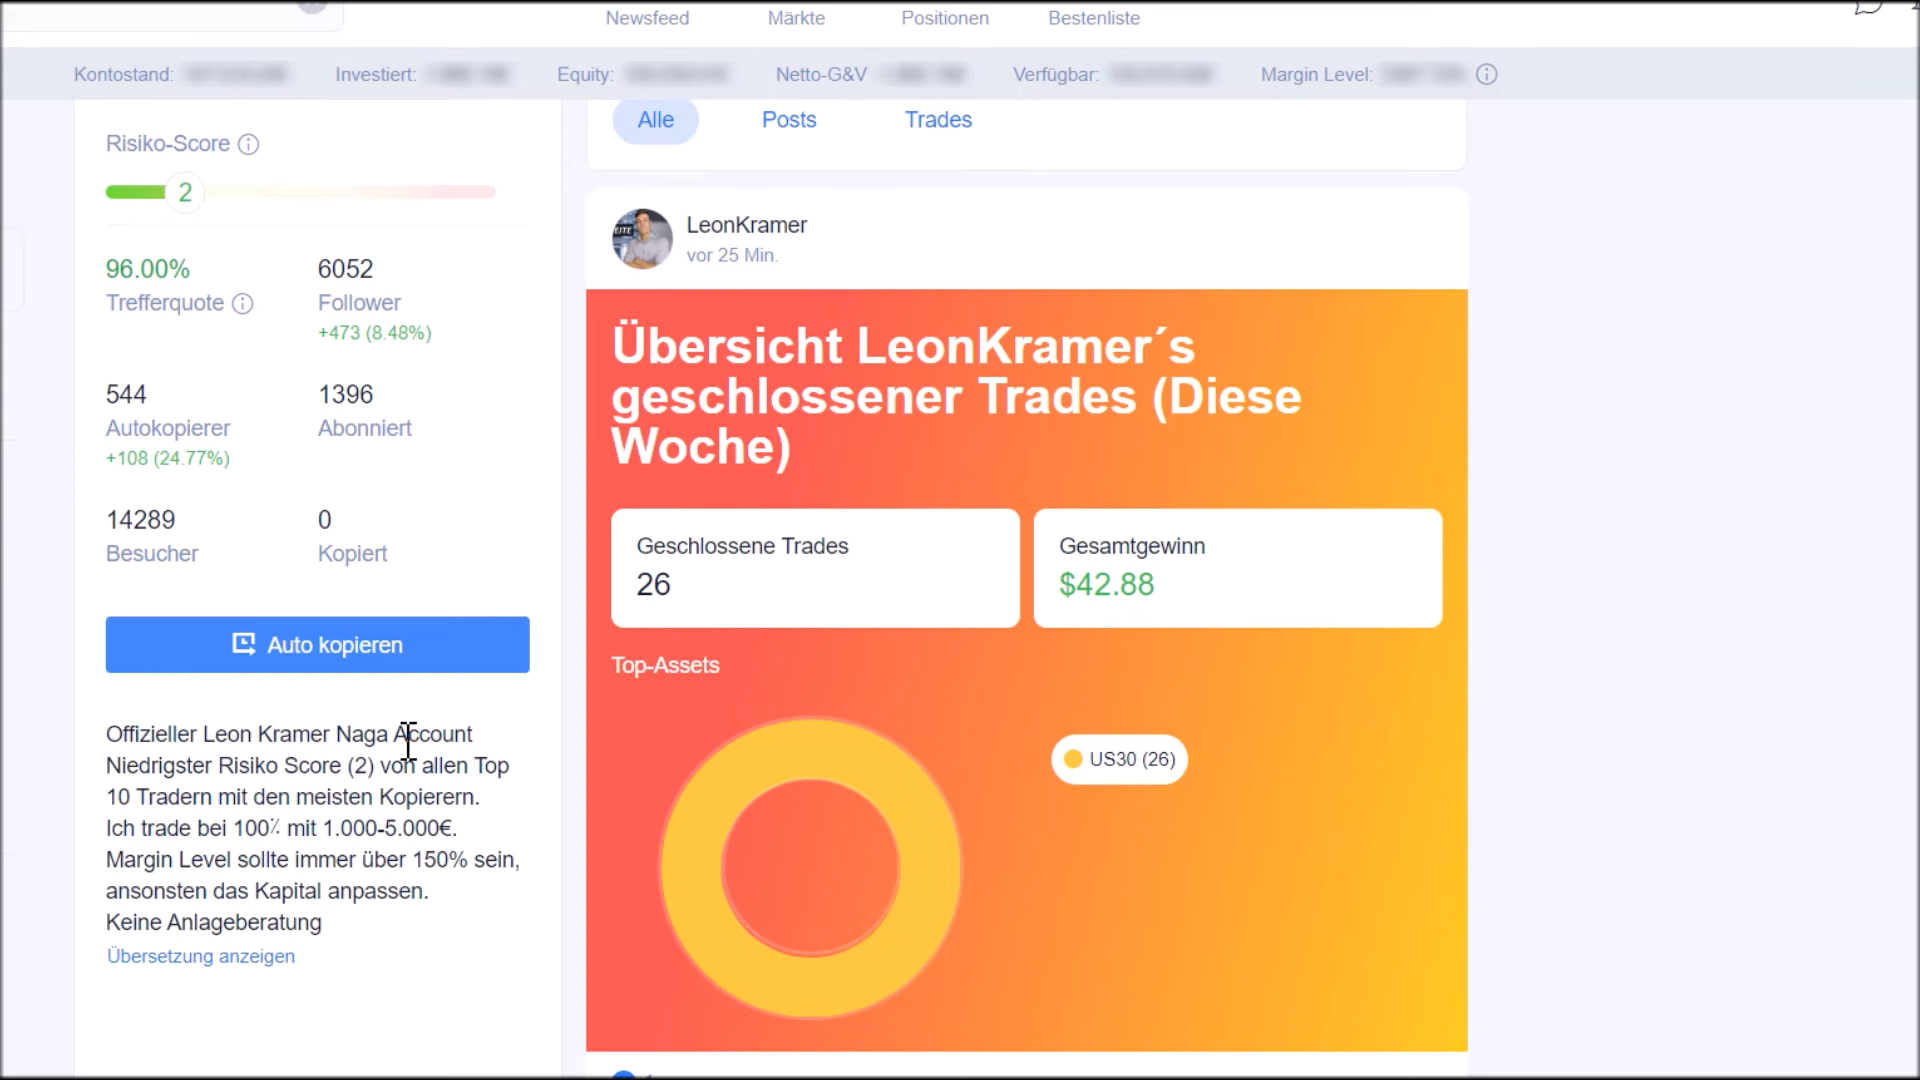 Newsfeed
Märkte
Positionen
Bestenliste
Kontostand:
Investiert:
Equity:
Netto-G&V
Verfügbar:
Margin Level:
Risiko-Score
2
96.00%
Trefferquote
6052
Follower
+473 (8.48%)
544
Autokopierer
+108 (24.77%)
1396
Abonniert
14289
Besucher
0
Kopiert
Auto kopieren
Offizieller Leon Kramer Naga Account
Niedrigster Risiko Score (2) von allen Top
10 Tradern mit den meisten Kopierern.
Ich trade bei 100٪ mit 1.000-5.000€.
Margin Level sollte immer über 150% sein,
ansonsten das Kapital anpassen.
Keine Anlageberatung
Übersetzung anzeigen
Alle
Posts
Trades
LeonKramer
vor 25 Min.
Übersicht LeonKramer´s
geschlossener Trades (Diese
Woche)
Geschlossene Trades
26
Gesamtgewinn
$42.88
Top-Assets
US30 (26)